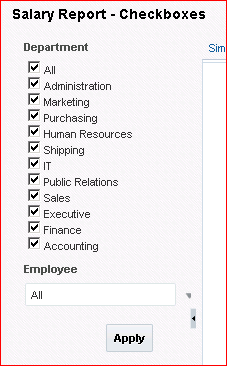 Salary Report - Checkboxes
Department
Sim
All
Administration
Marketing
Purchasing
Human Resources
Shipping
IT
Public Relations
Sales
Executive
Finance
Accounting
Employee
All
Apply